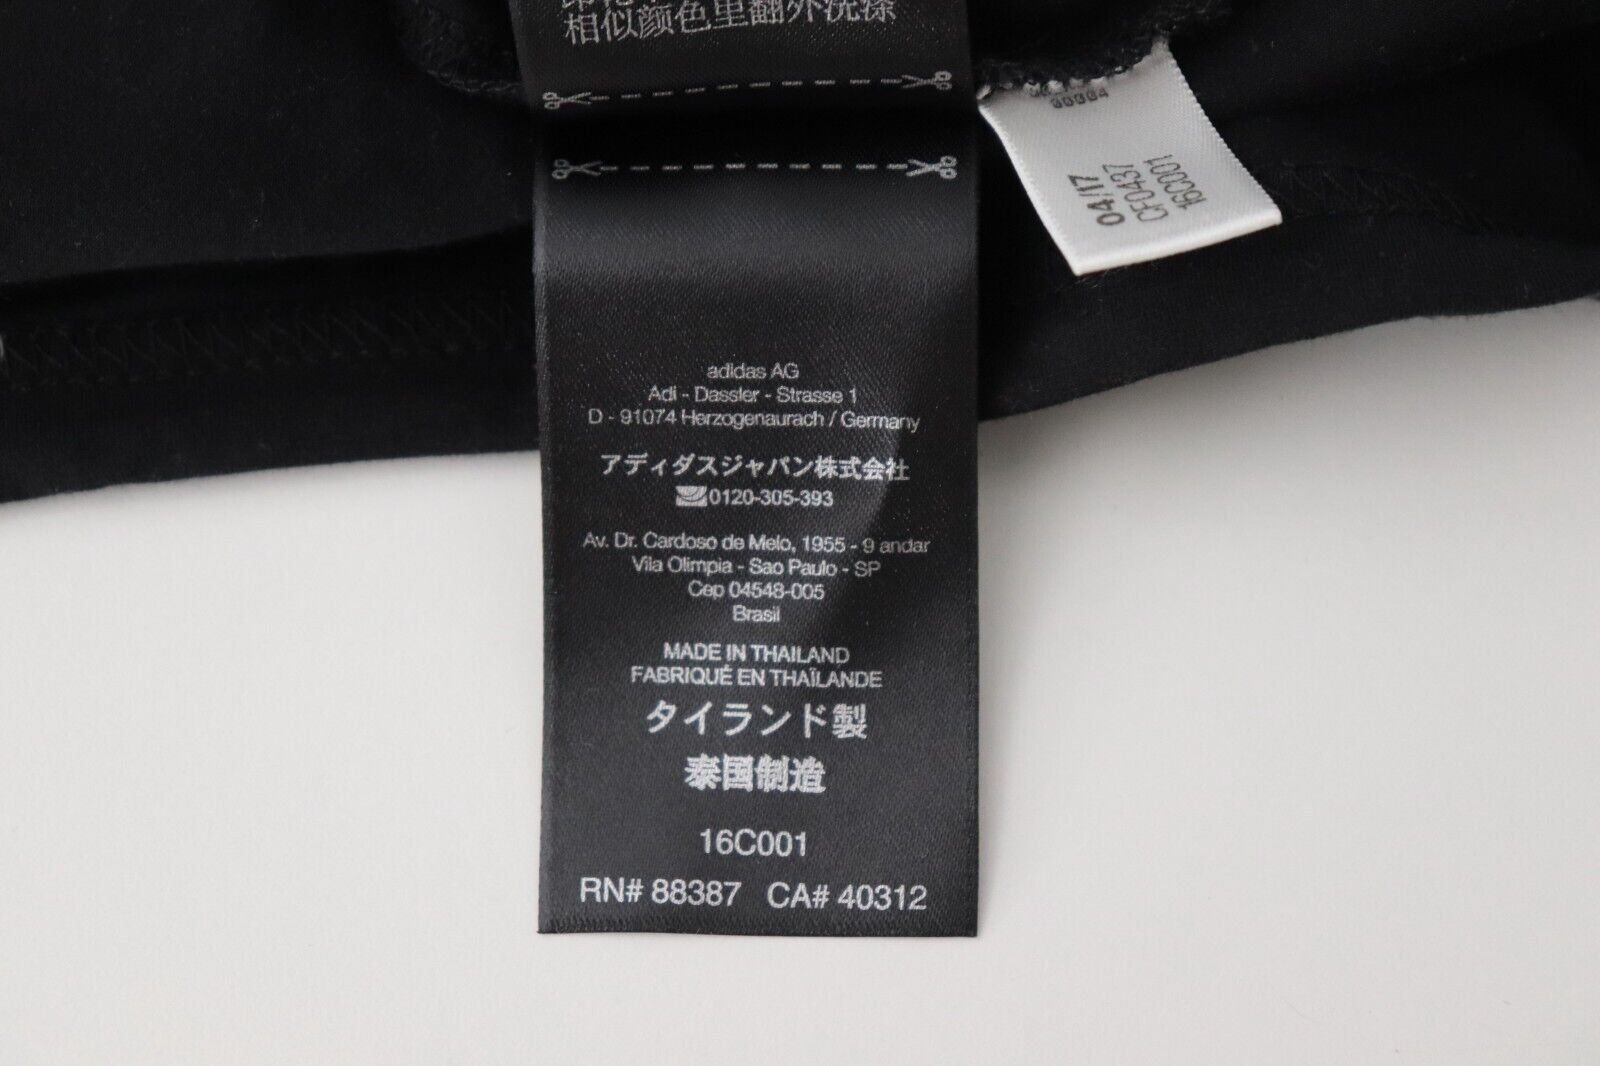 相似颜色里翻外洗涤
adidas AG
Adi - Dassler - Strasse 1
D - 91074 Herzogenaurach / Germany
アディダスジャパン株式会社
0120-305-393
Av. Dr. Cardoso de Melo, 1955 - 9 andar
Vila Olimpia - Sao Paulo - SP
Cep 04548-005
Brasil
MADE IN THAILAND
FABRIQUÉ EN THAÏLANDE
タイランド製
泰国制造
16C001
RN# 88387 CA# 40312
04/17
CF0437
16C001